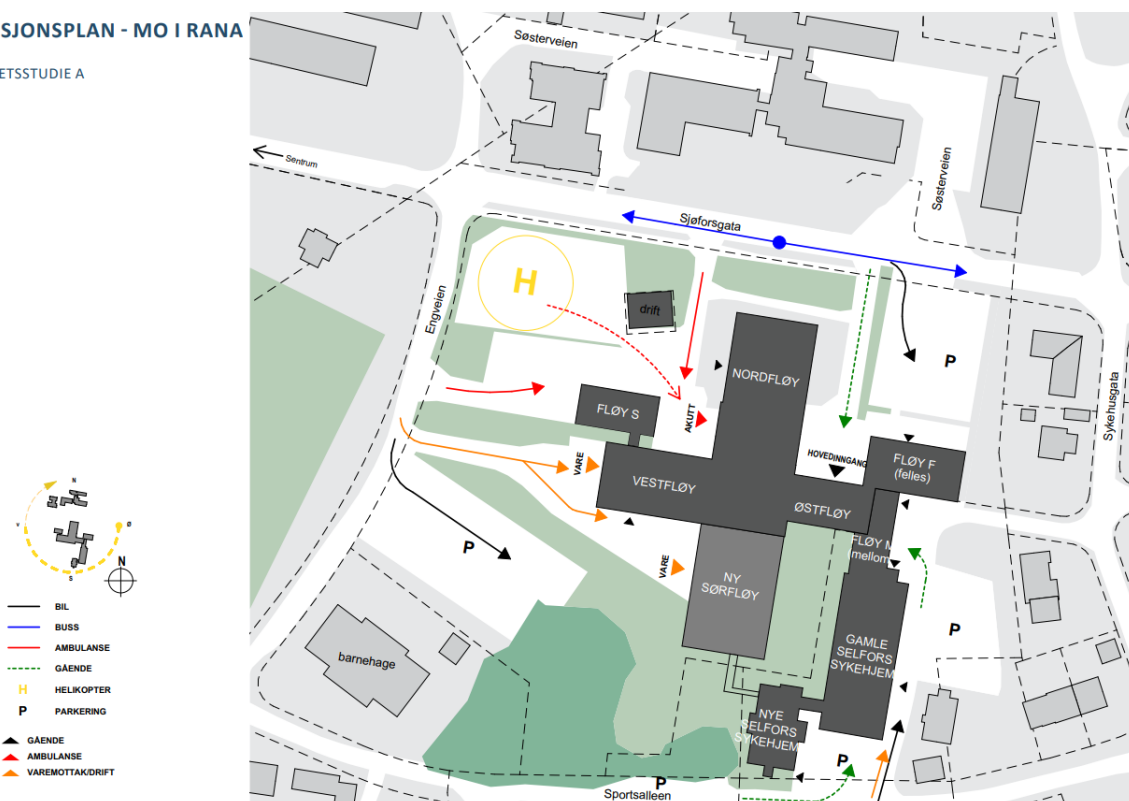 SJONSPLAN - MO I RANA
ETSSTUDIE A
Søsterveien
Sentrum
Sjøforsgata
Søsterveien
Engveien
H
drift
P
NORDFLØY
Sykehusgata
FLØY S
AKUTT
HOVEDINNGANG
FLØY F
(felles)
VARE
VESTFLØY
ØSTFLØY
FLØY M
(mellom
P
VARE
NY
SØRFLØY
GAMLE
SELFORS
SYKEHJEM
P
barnehage
NYE
SELFORS
SYKEHJEM
P
P
Sportsalleen
N
V
Ø
S
N
BIL
BUSS
AMBULANSE
GÅENDE
H HELIKOPTER
P PARKERING
GÅENDE
AMBULANSE
VAREMOTTAK/DRIFT